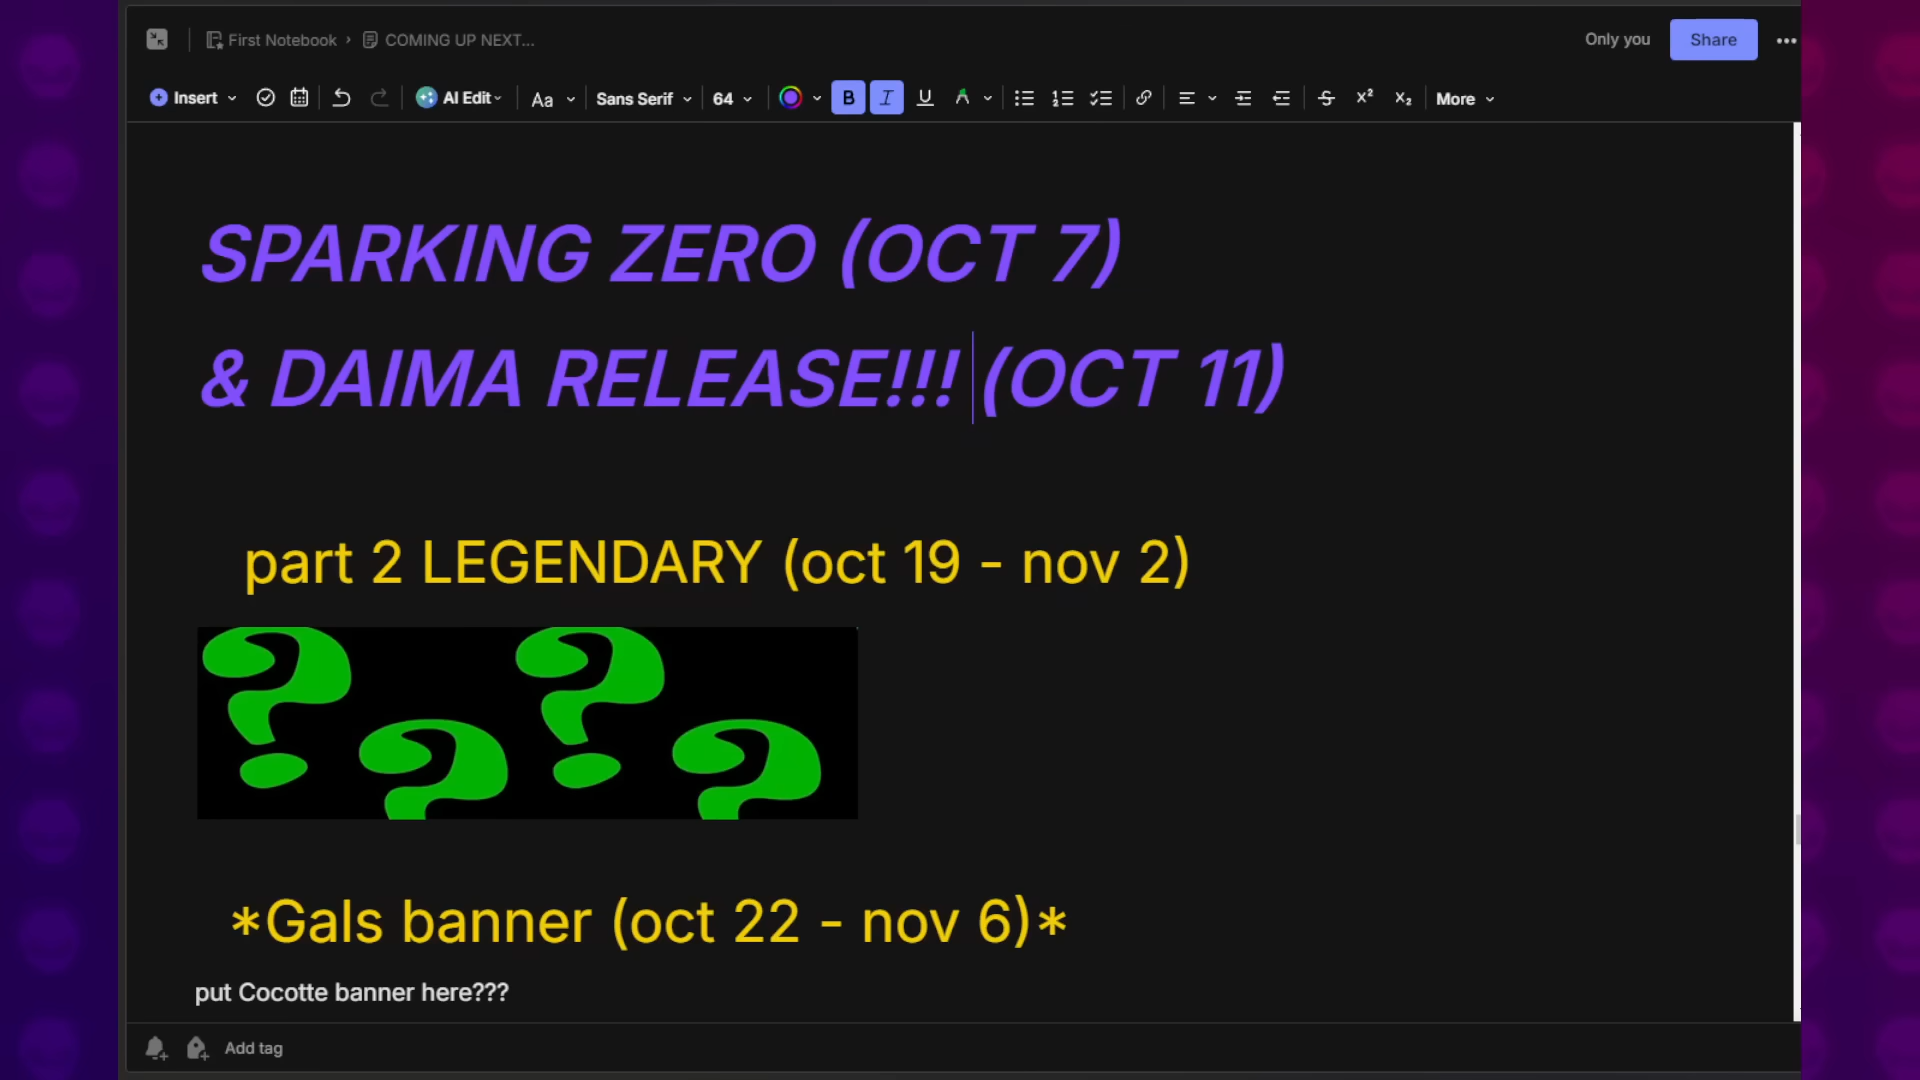 First Notebook › COMING UP NEXT...
Only you
Share
Insert
AI Edit
Aa
Sans Serif
64
B I U A
X² X₂
More
SPARKING ZERO (OCT 7)
& DAIMA RELEASE!!! (OCT 11)
part 2 LEGENDARY (oct 19 - nov 2)
? ? ? ?
*Gals banner (oct 22 - nov 6)*
put Cocotte banner here???
Add tag